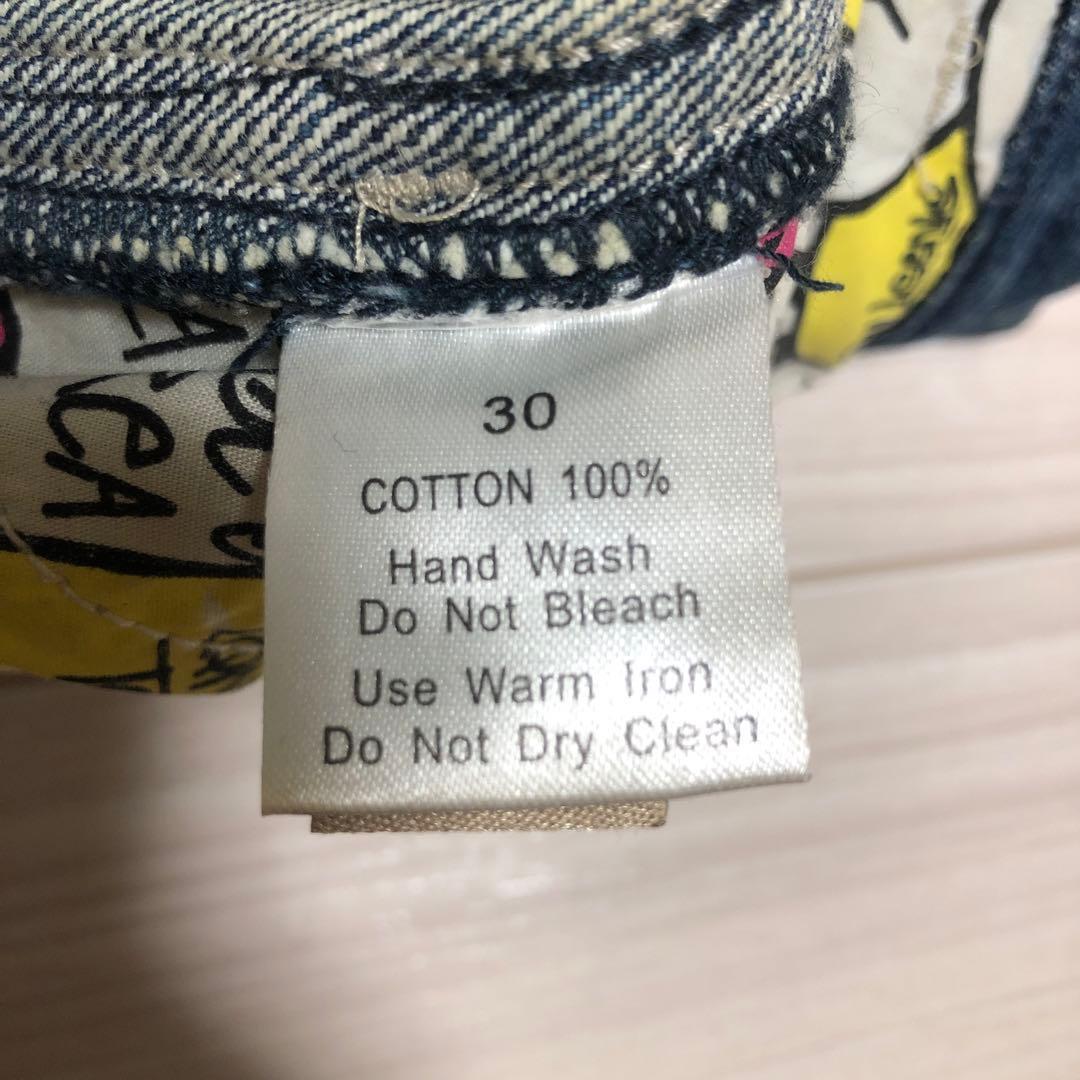 30
COTTON 100%
Hand Wash
Do Not Bleach
Use Warm Iron
Do Not Dry Clean